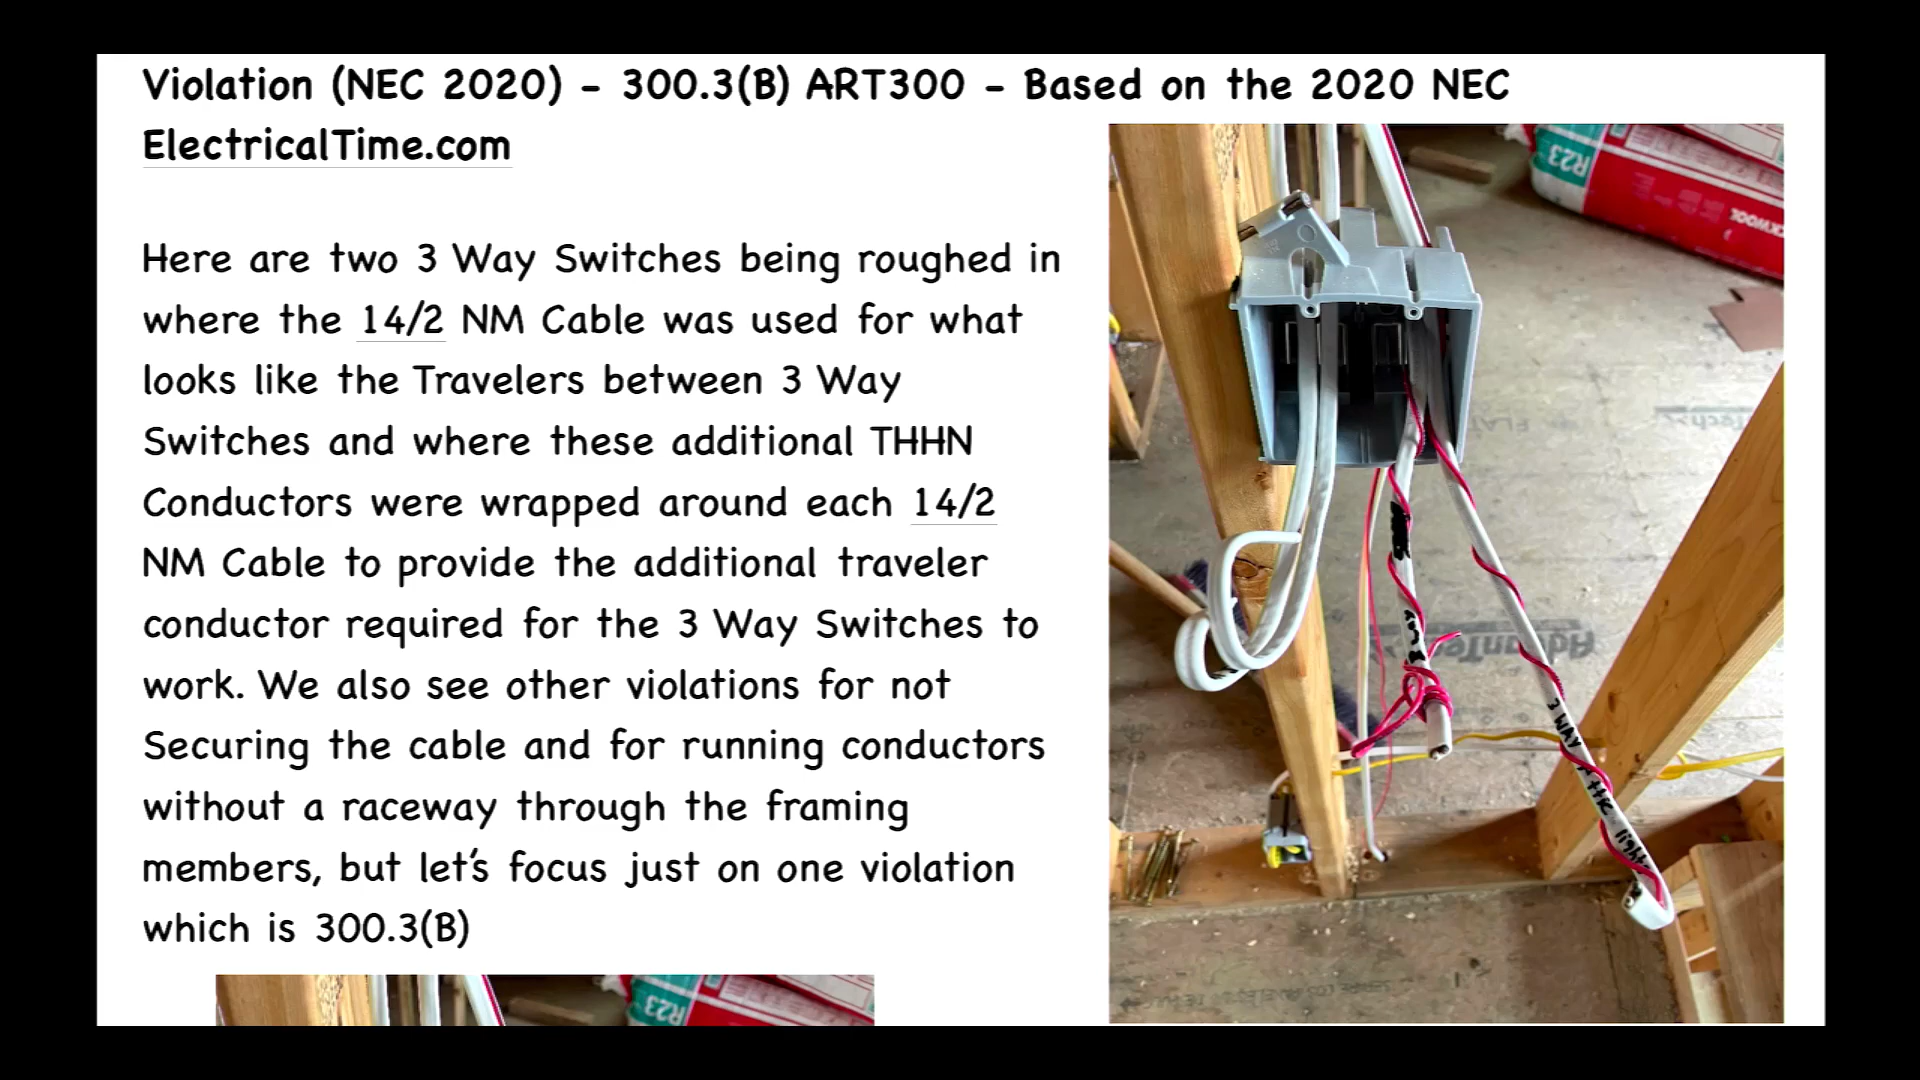 Violation (NEC 2020) - 300.3(B) ART300 - Based on the 2020 NEC
ElectricalTime.com
Here are two 3 Way Switches being roughed in
where the 14/2 NM Cable was used for what
looks like the Travelers between 3 Way
Switches and where these additional THHN
Conductors were wrapped around each 14/2
NM Cable to provide the additional traveler
conductor required for the 3 Way Switches to
work. We also see other violations for not
Securing the cable and for running conductors
without a raceway through the framing
members, but let's focus just on one violation
which is 300.3(B)
R23
AdvanTech
3 WAY Attic light
R23